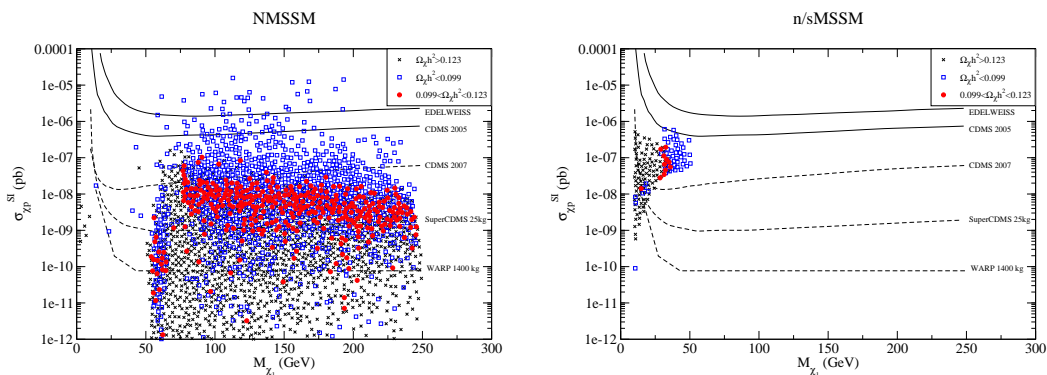 NMSSM
0.0001
1e-05
1e-06
1e-07
1e-08
1e-09
1e-10
1e-11
1e-12
σχp^SI (pb)
0 50 100 150 200 250 300
Mχ₁ (GeV)
Ωχh²>0.123
Ωχh²<0.099
0.099<Ωχh²<0.123
EDELWEISS
CDMS 2005
CDMS 2007
SuperCDMS 25kg
WARP 1400 kg
n/sMSSM
0.0001
1e-05
1e-06
1e-07
1e-08
1e-09
1e-10
1e-11
1e-12
σχp^SI (pb)
0 50 100 150 200 250 300
Mχ₁ (GeV)
Ωχh²>0.123
Ωχh²<0.099
0.099<Ωχh²<0.123
EDELWEISS
CDMS 2005
CDMS 2007
SuperCDMS 25kg
WARP 1400 kg